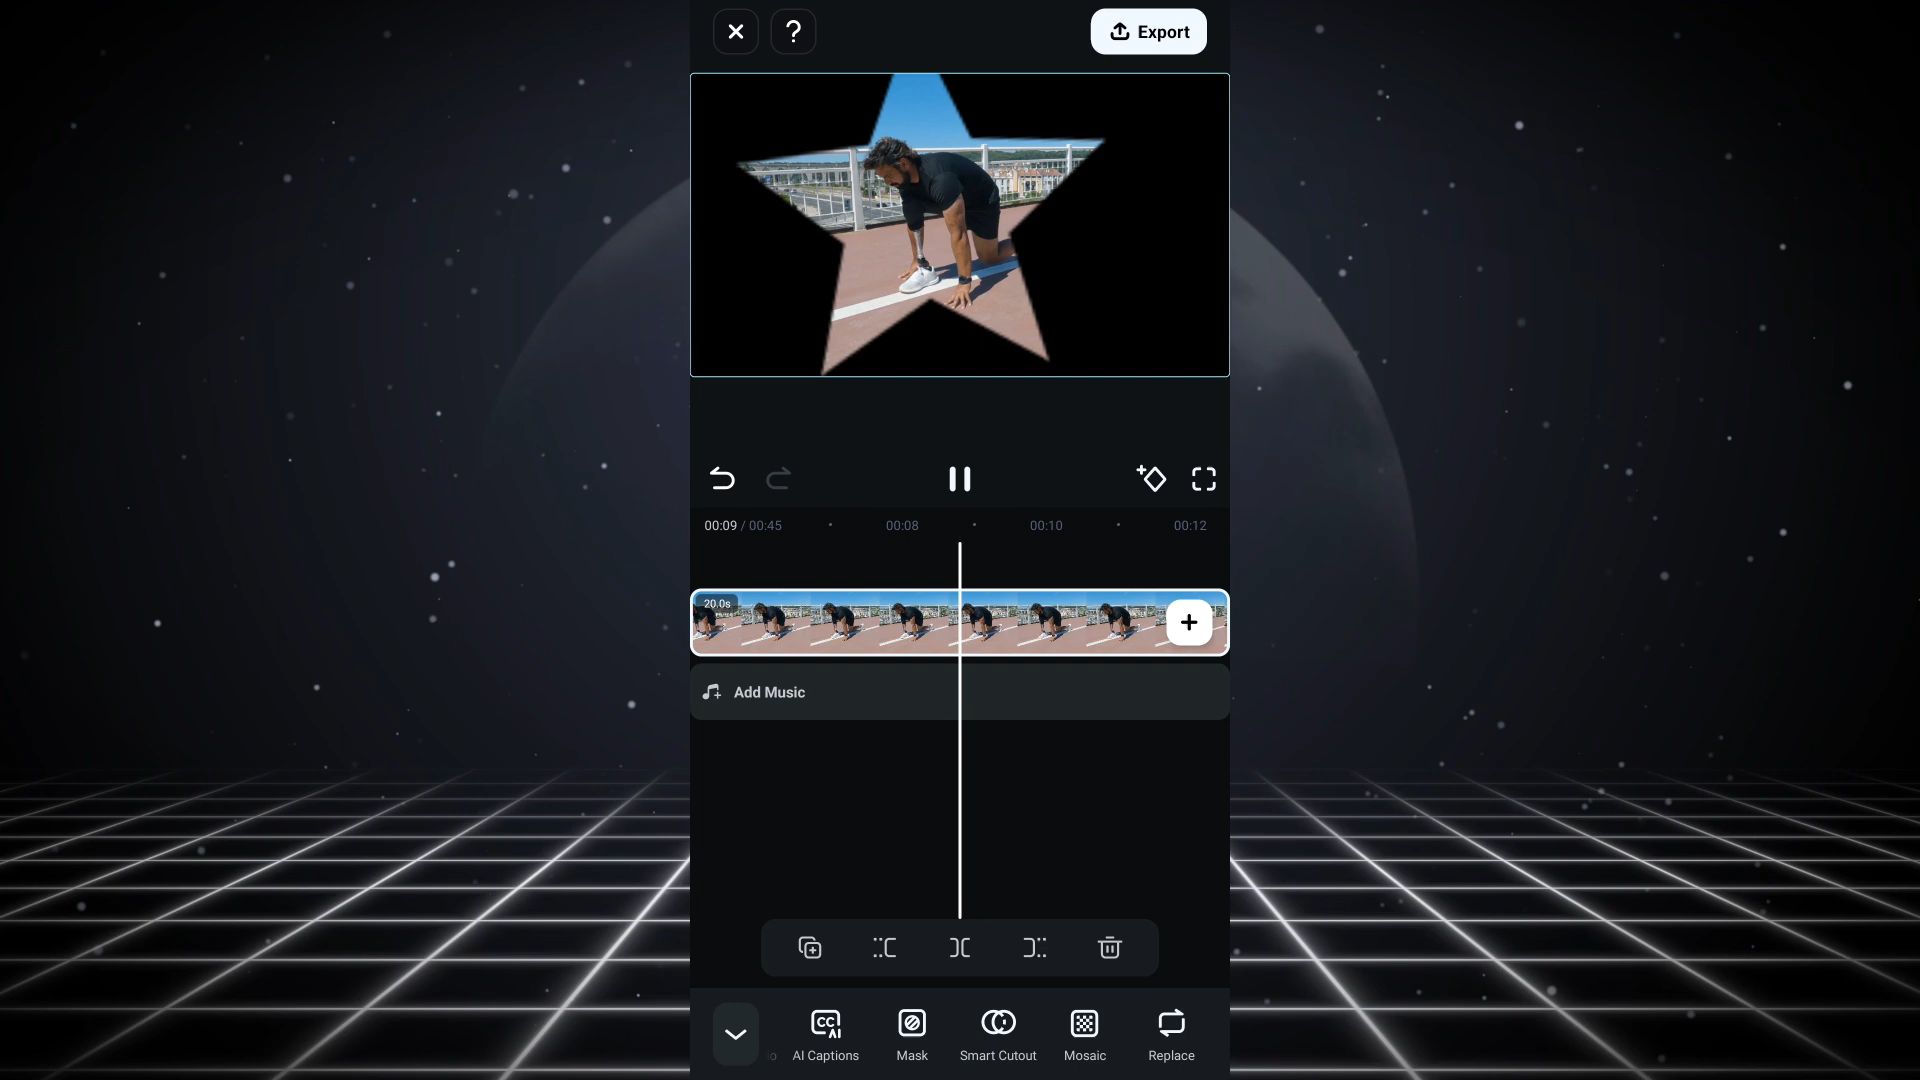 Export
00:09 / 00:45
00:08
00:10
00:12
20.0s
Add Music
AI Captions
Mask
Smart Cutout
Mosaic
Replace